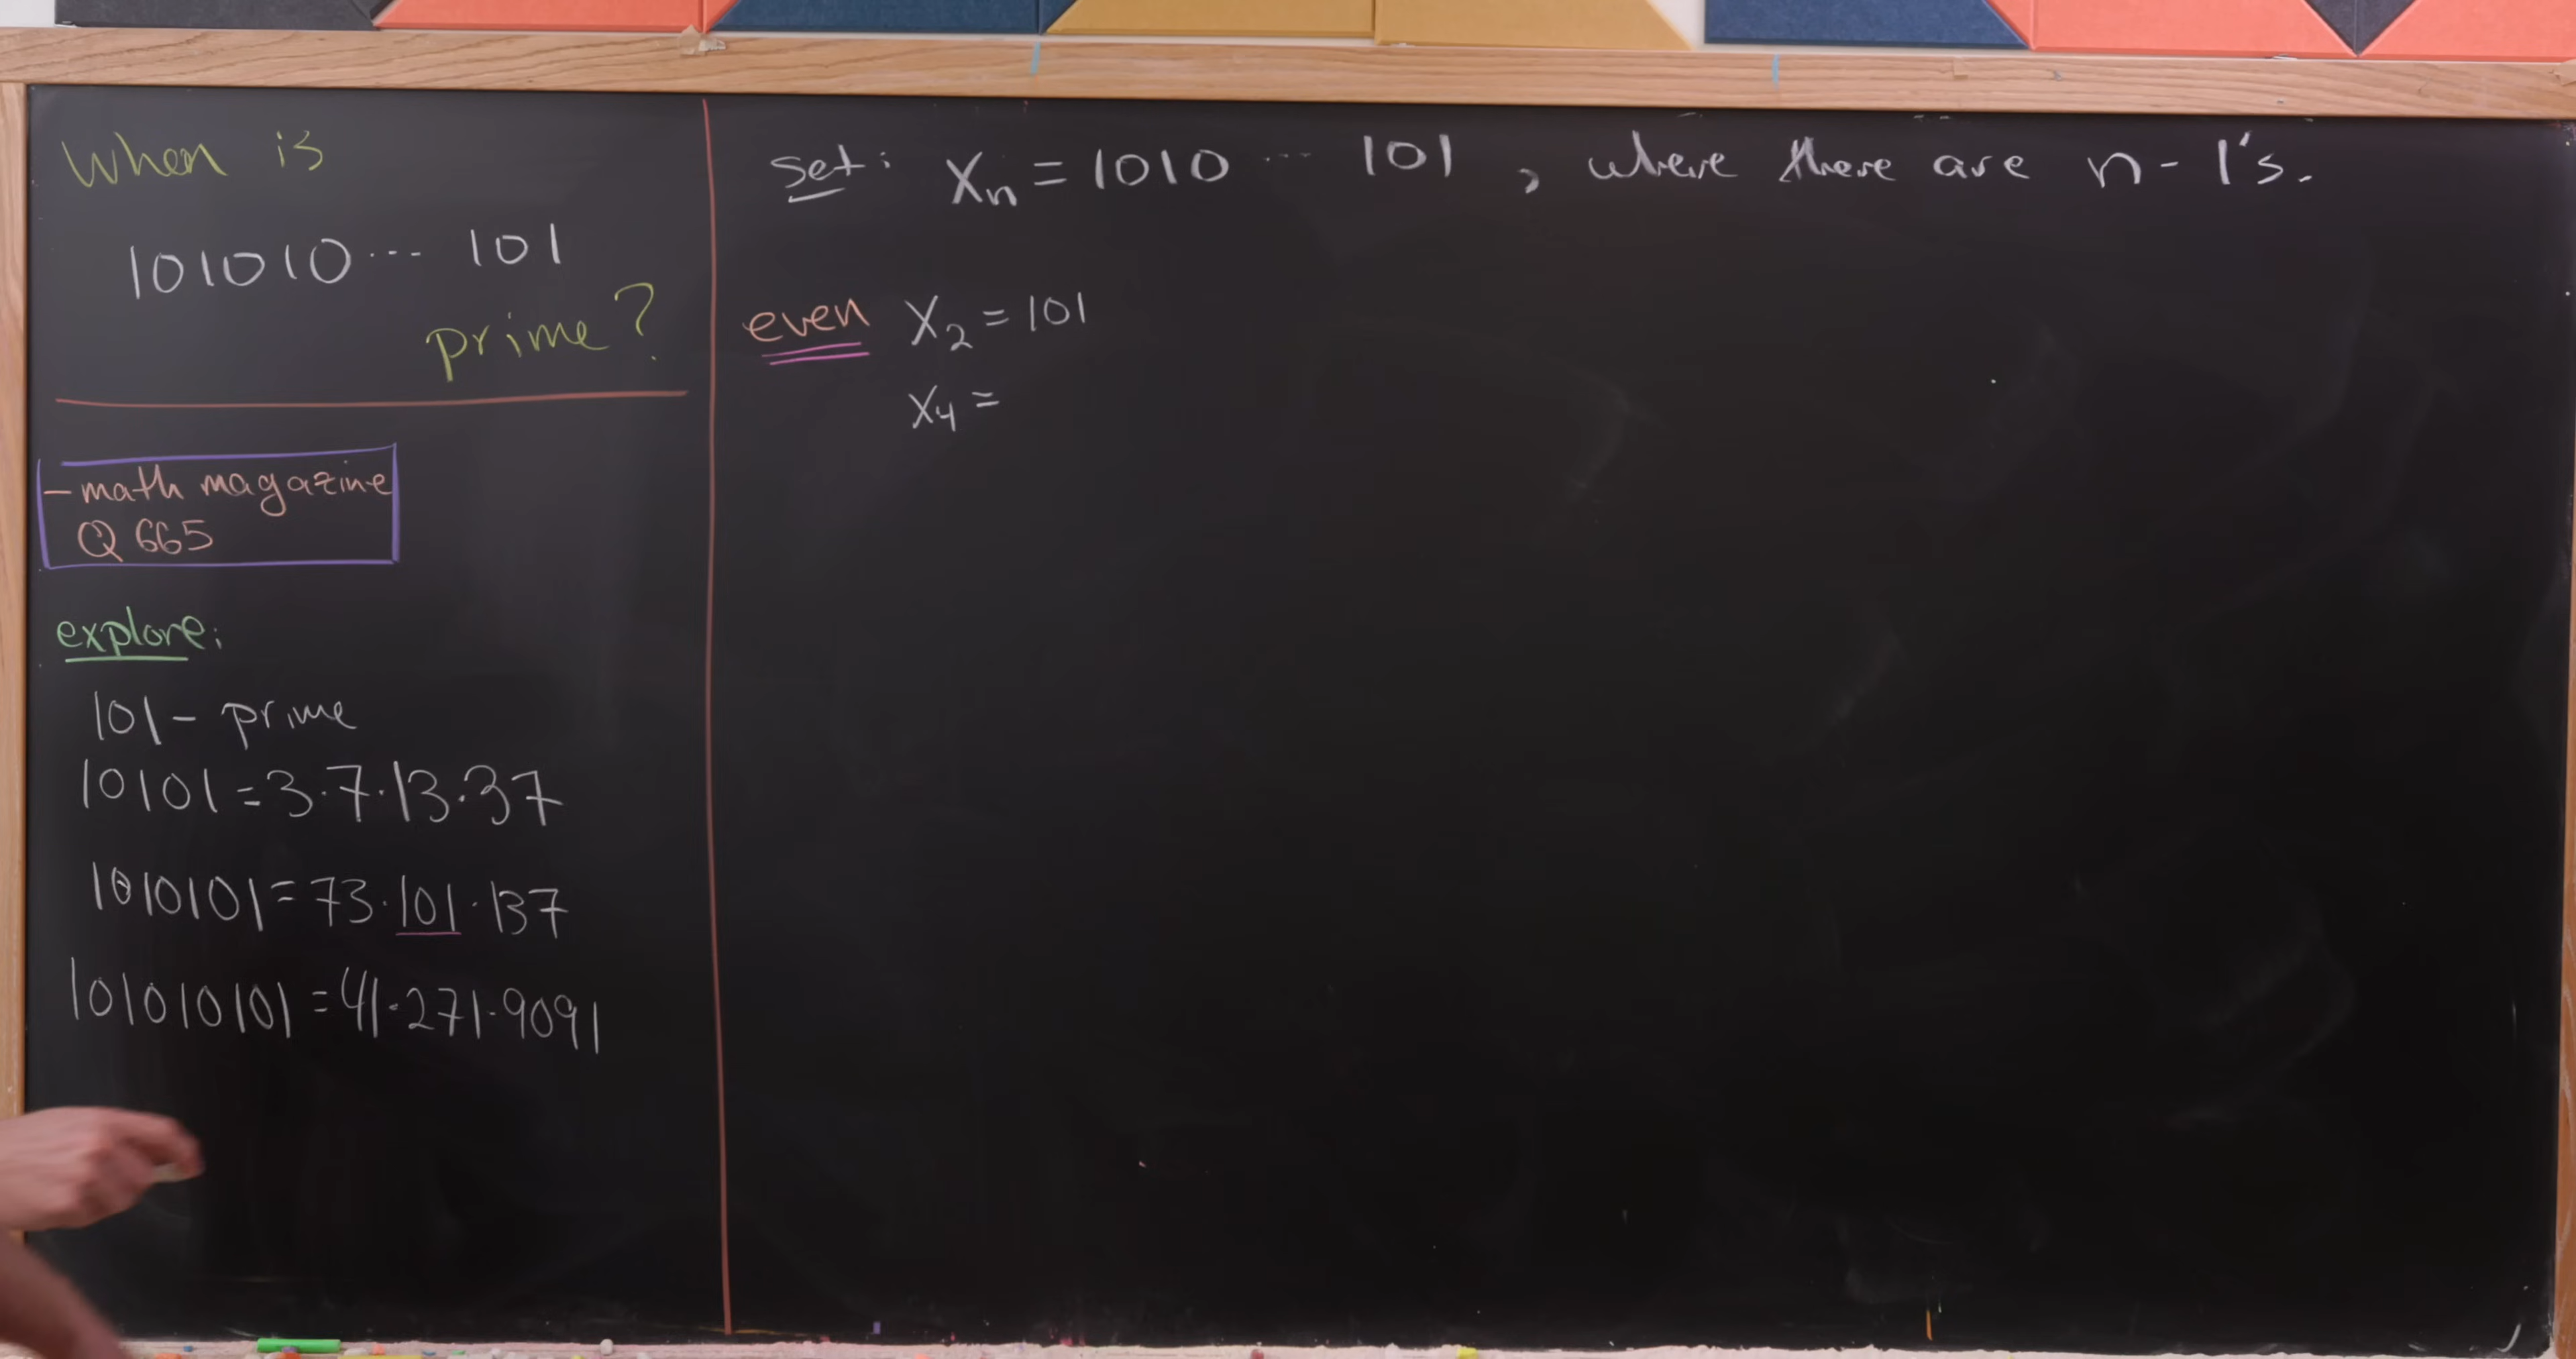 When is
101010... 101
prime?
- math magazine
Q 665
explore:
101 - prime
10101 = 3·7·13·37
1010101 = 73·101·137
101010101 = 41·271·9091
set: Xn = 1010 ... 101, where there are n - 1's.
even X2 = 101
X4 =